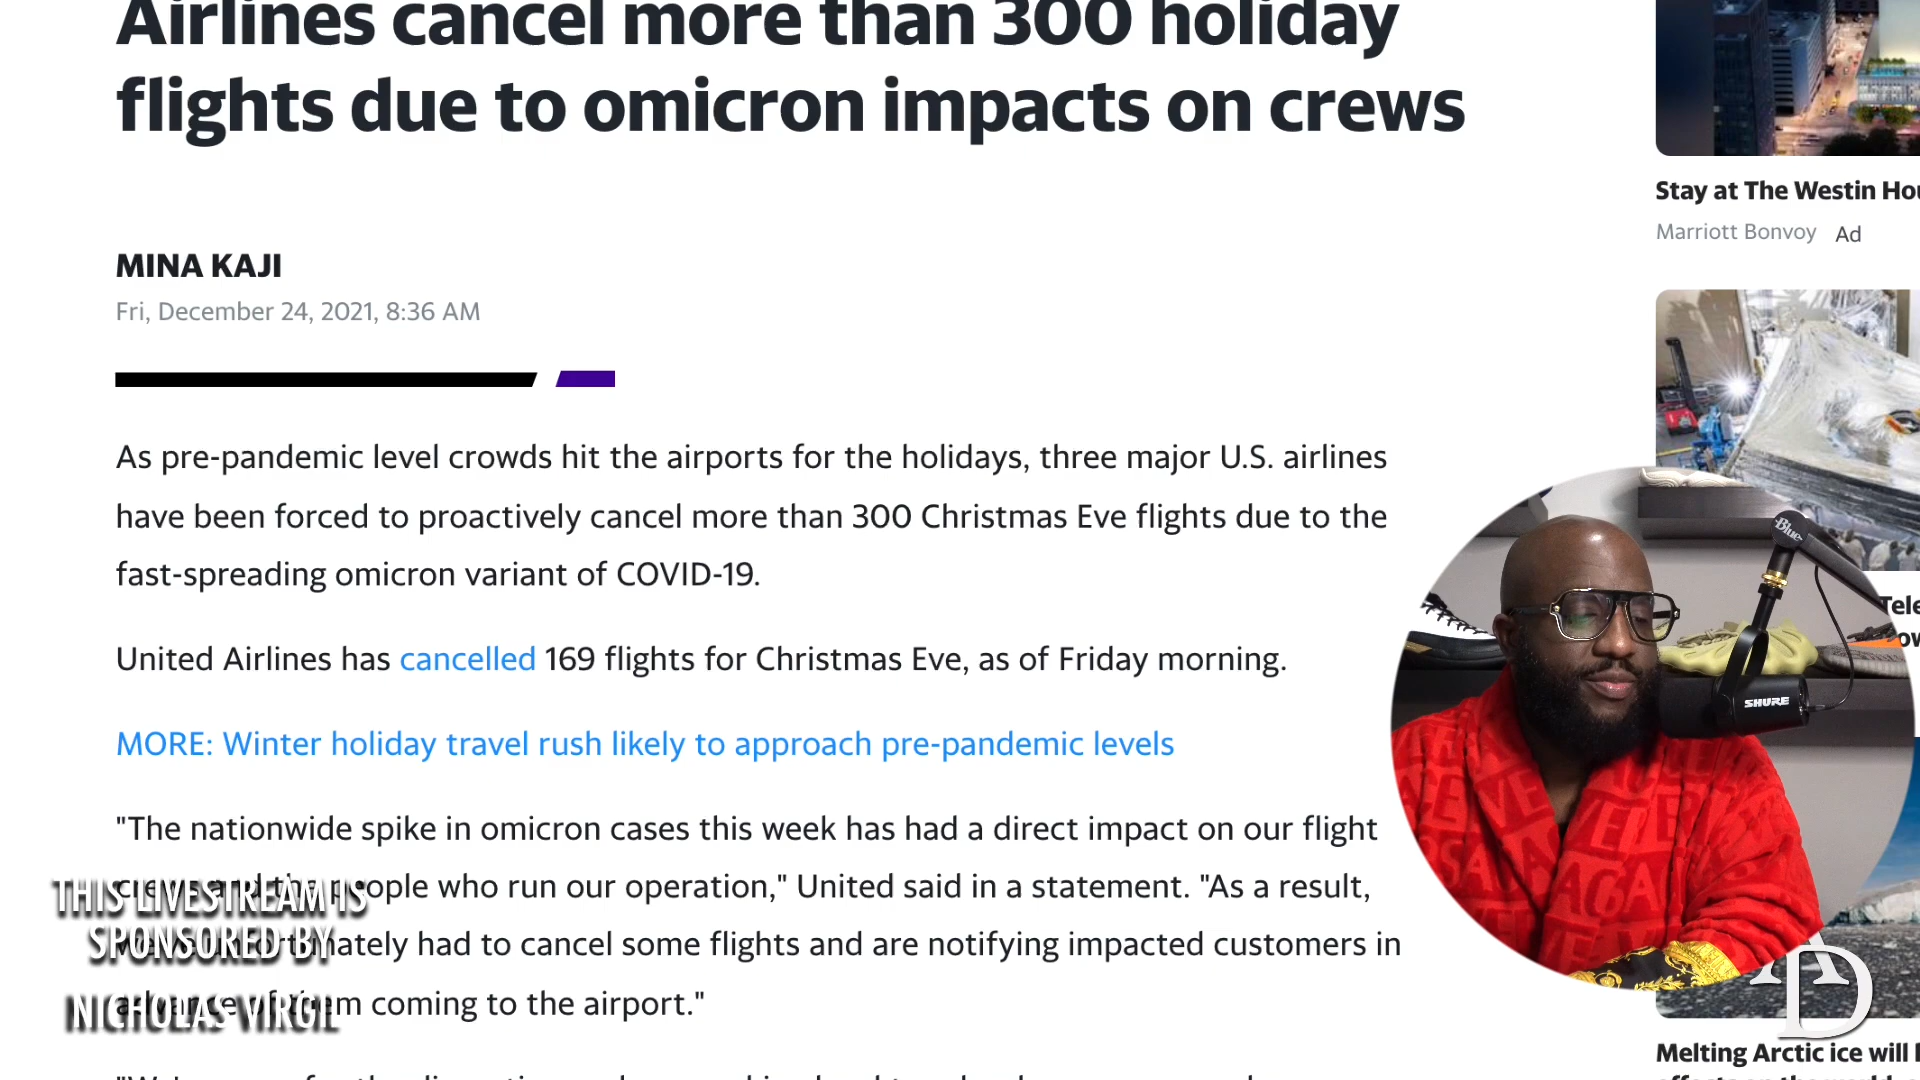 Airlines cancel more than 300 holiday
flights due to omicron impacts on crews
MINA KAJI
Fri, December 24, 2021, 8:36 AM
As pre-pandemic level crowds hit the airports for the holidays, three major U.S. airlines
have been forced to proactively cancel more than 300 Christmas Eve flights due to the
fast-spreading omicron variant of COVID-19.
United Airlines has cancelled 169 flights for Christmas Eve, as of Friday morning.
MORE: Winter holiday travel rush likely to approach pre-pandemic levels
"The nationwide spike in omicron cases this week has had a direct impact on our flight
crews and the people who run our operation," United said in a statement. "As a result,
had to cancel some flights and are notifying impacted customers in
coming to the airport."
Stay at The Westin
Marriott Bonvoy Ad
Melting Arctic ice will
Blue
SHURE
THIS LIVESTREAM IS
SPONSORED BY
NICHOLAS VIRGIL
AD